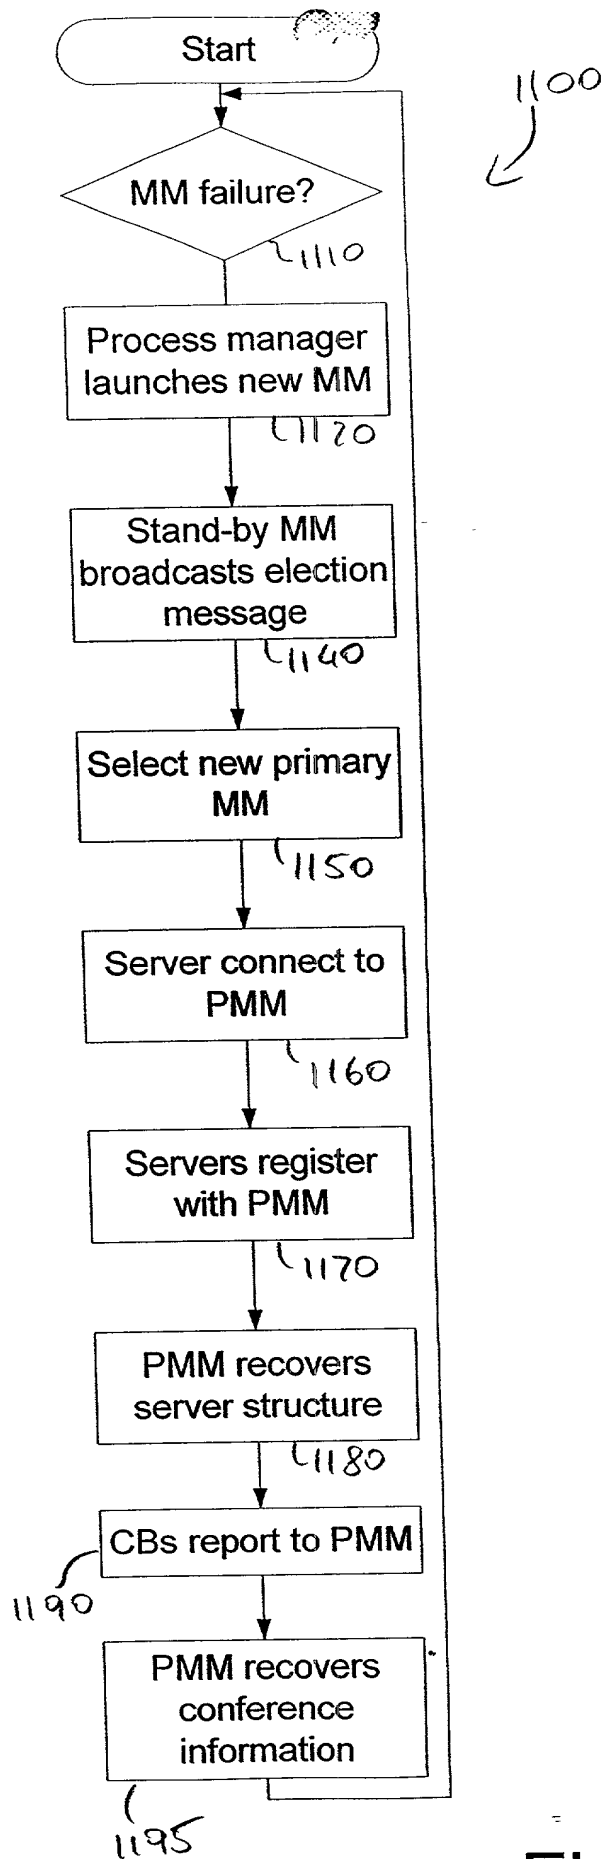 Start
1100
MM failure?
1110
Process manager
launches new MM
1120
Stand-by MM
broadcasts election
message
1140
Select new primary
MM
1150
Server connect to
PMM
1160
Servers register
with PMM
1170
PMM recovers
server structure
1180
CBs report to PMM
1190
PMM recovers
conference
information
1195